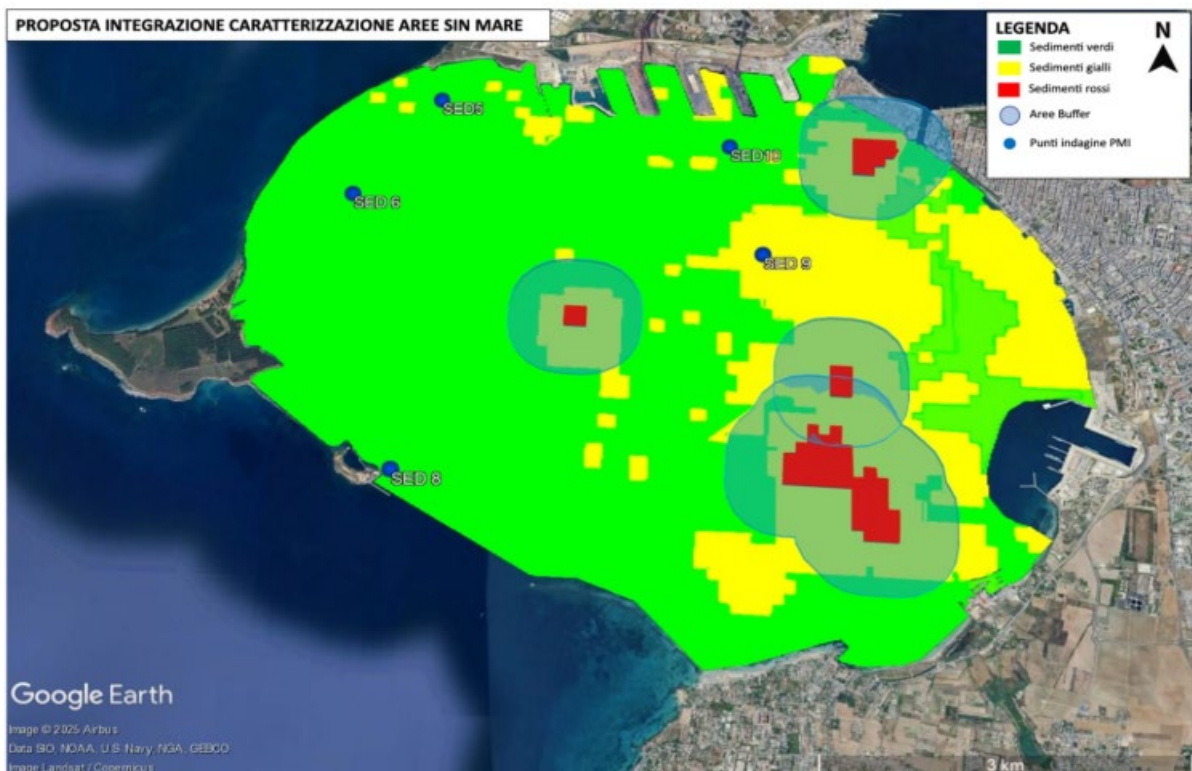 PROPOSTA INTEGRAZIONE CARATTERIZZAZIONE AREE SIN MARE
LEGENDA
N
Sedimenti verdi
Sedimenti gialli
Sedimenti rossi
Aree Buffer
Punti indagine PMI
SED5
SED10
SED 6
SED 9
SED 8
Google Earth
Image © 2025 Airbus
Data SIO, NOAA, U.S. Navy, NGA, GEBCO
Image Landsat / Copernicus
3 km